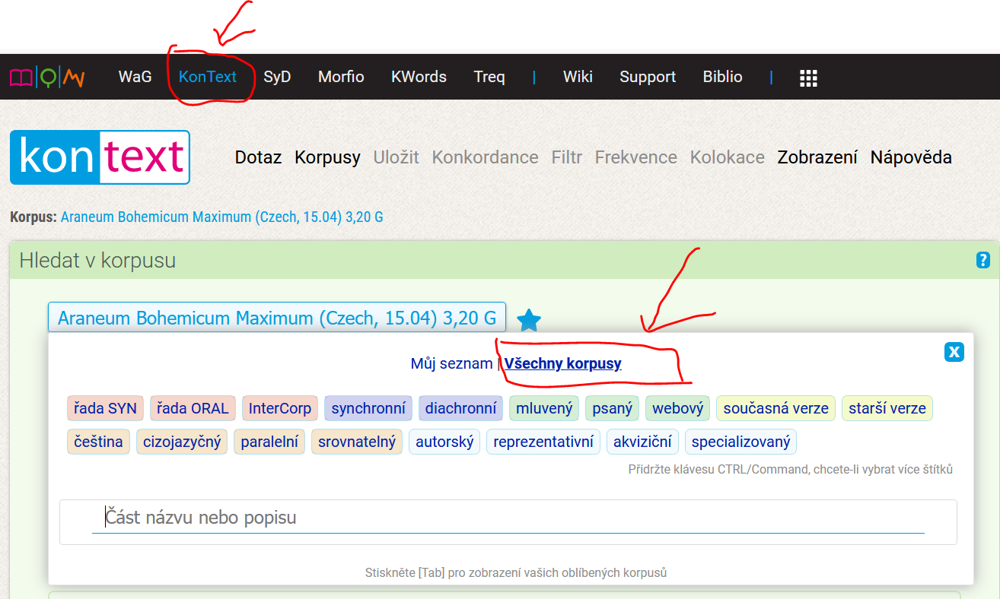 WaG KonText SyD Morfio KWords Treq | Wiki Support Biblio |
kontext
Dotaz Korpusy Uložit Konkordance Filtr Frekvence Kolokace Zobrazení Nápověda
Korpus: Araneum Bohemicum Maximum (Czech, 15.04) 3,20 G
Hledat v korpusu ?
Araneum Bohemicum Maximum (Czech, 15.04) 3,20 G
Můj seznam | Všechny korpusy X
řada SYN řada ORAL InterCorp synchronní diachronní mluvený psaný webový současná verze starší verze
čeština cizojazyčný paralelní srovnatelný autorský reprezentativní akviziční specializovaný
Přidržte klávesu CTRL/Command, chcete-li vybrat více štítků
Část názvu nebo popisu
Stiskněte [Tab] pro zobrazení vašich oblíbených korpusů